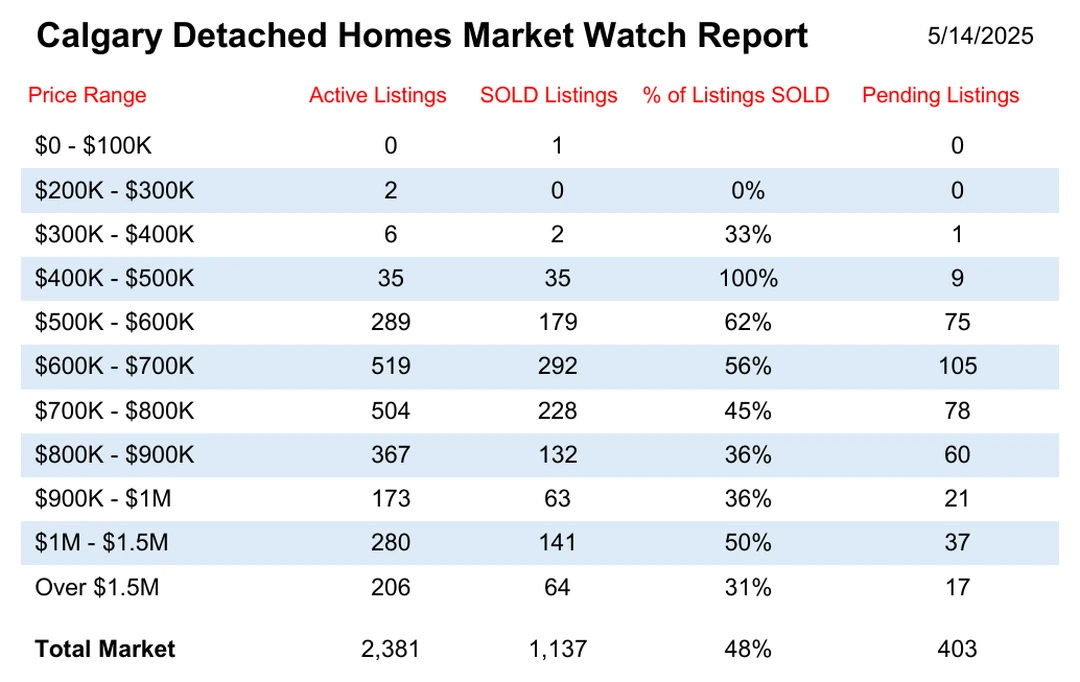 Calgary Detached Homes Market Watch Report 5/14/2025
Price Range Active Listings SOLD Listings % of Listings SOLD Pending Listings
$0 - $100K 0 1 0
$200K - $300K 2 0 0% 0
$300K - $400K 6 2 33% 1
$400K - $500K 35 35 100% 9
$500K - $600K 289 179 62% 75
$600K - $700K 519 292 56% 105
$700K - $800K 504 228 45% 78
$800K - $900K 367 132 36% 60
$900K - $1M 173 63 36% 21
$1M - $1.5M 280 141 50% 37
Over $1.5M 206 64 31% 17
Total Market 2,381 1,137 48% 403